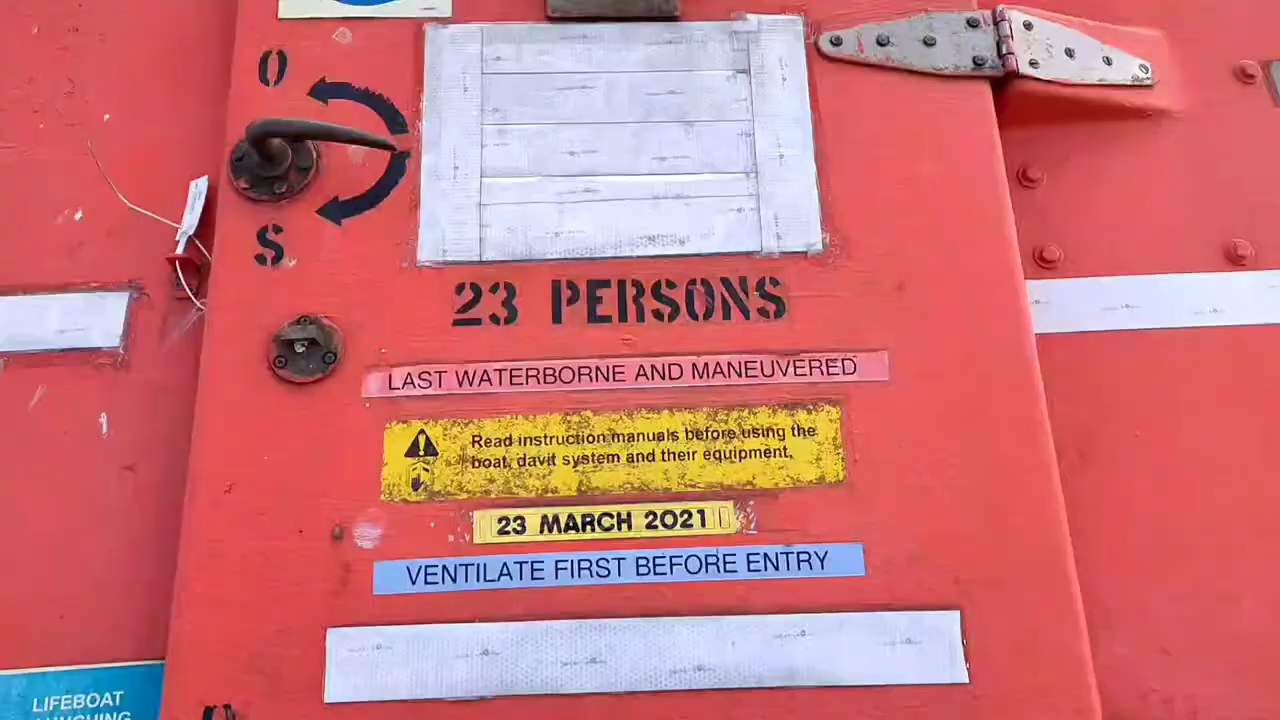 O
S
23 PERSONS
LAST WATERBORNE AND MANEUVERED
Read instruction manuals before using the
boat, davit system and their equipment.
23 MARCH 2021
VENTILATE FIRST BEFORE ENTRY
LIFEBOAT
LAUNCHING